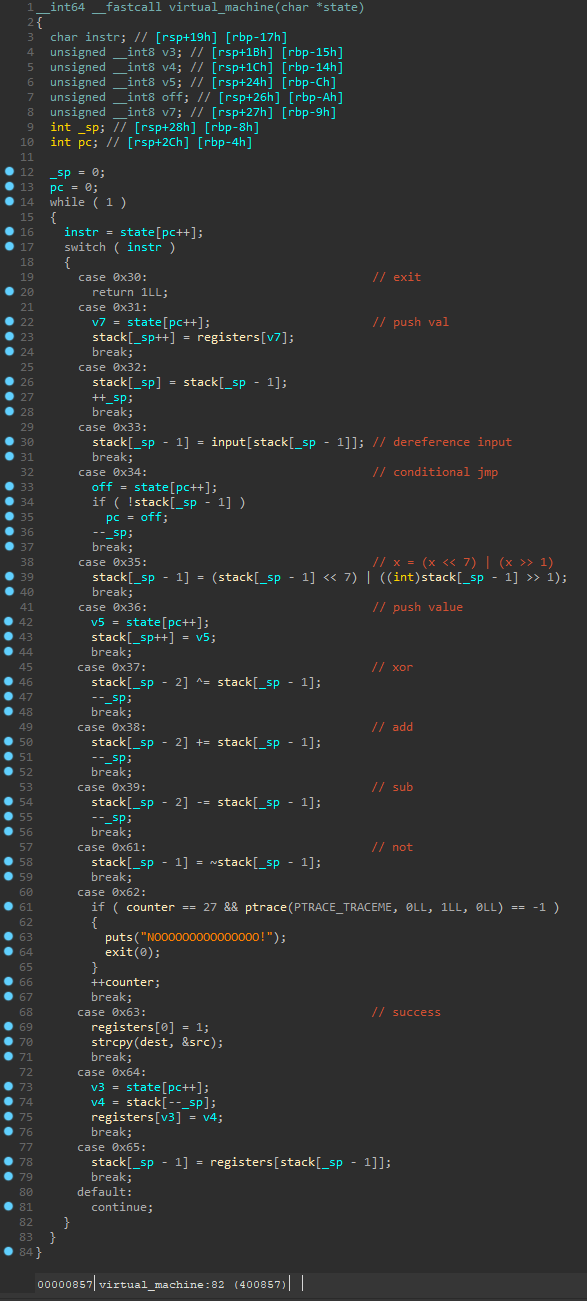 1 __int64 __fastcall virtual_machine(char *state)
2 {
3 char instr; // [rsp+19h] [rbp-17h]
4 unsigned __int8 v3; // [rsp+1Bh] [rbp-15h]
5 unsigned __int8 v4; // [rsp+1Ch] [rbp-14h]
6 unsigned __int8 v5; // [rsp+24h] [rbp-Ch]
7 unsigned __int8 off; // [rsp+26h] [rbp-Ah]
8 unsigned __int8 v7; // [rsp+27h] [rbp-9h]
9 int _sp; // [rsp+28h] [rbp-8h]
10 int pc; // [rsp+2Ch] [rbp-4h]
11
12 _sp = 0;
13 pc = 0;
14 while ( 1 )
15 {
16 instr = state[pc++];
17 switch ( instr )
18 {
19 case 0x30: // exit
20 return 1LL;
21 case 0x31:
22 v7 = state[pc++]; // push val
23 stack[_sp++] = registers[v7];
24 break;
25 case 0x32:
26 stack[_sp] = stack[_sp - 1];
27 ++_sp;
28 break;
29 case 0x33:
30 stack[_sp - 1] = input[stack[_sp - 1]]; // dereference input
31 break;
32 case 0x34: // conditional jmp
33 off = state[pc++];
34 if ( !stack[_sp - 1] )
35 pc = off;
36 --_sp;
37 break;
38 case 0x35: // x = (x << 7) | (x >> 1)
39 stack[_sp - 1] = (stack[_sp - 1] << 7) | ((int)stack[_sp - 1] >> 1);
40 break;
41 case 0x36: // push value
42 v5 = state[pc++];
43 stack[_sp++] = v5;
44 break;
45 case 0x37: // xor
46 stack[_sp - 2] ^= stack[_sp - 1];
47 --_sp;
48 break;
49 case 0x38: // add
50 stack[_sp - 2] += stack[_sp - 1];
51 --_sp;
52 break;
53 case 0x39: // sub
54 stack[_sp - 2] -= stack[_sp - 1];
55 --_sp;
56 break;
57 case 0x61: // not
58 stack[_sp - 1] = ~stack[_sp - 1];
59 break;
60 case 0x62:
61 if ( counter == 27 && ptrace(PTRACE_TRACEME, 0LL, 1LL, 0LL) == -1 )
62 {
63 puts("NOOOOOOOOOOOOOOO!");
64 exit(0);
65 }
66 ++counter;
67 break;
68 case 0x63: // success
69 registers[0] = 1;
70 strcpy(dest, &src);
71 break;
72 case 0x64:
73 v3 = state[pc++];
74 v4 = stack[--_sp];
75 registers[v3] = v4;
76 break;
77 case 0x65:
78 stack[_sp - 1] = registers[stack[_sp - 1]];
79 break;
80 default:
81 continue;
82 }
83 }
84 }
00000857 virtual_machine:82 (400857)